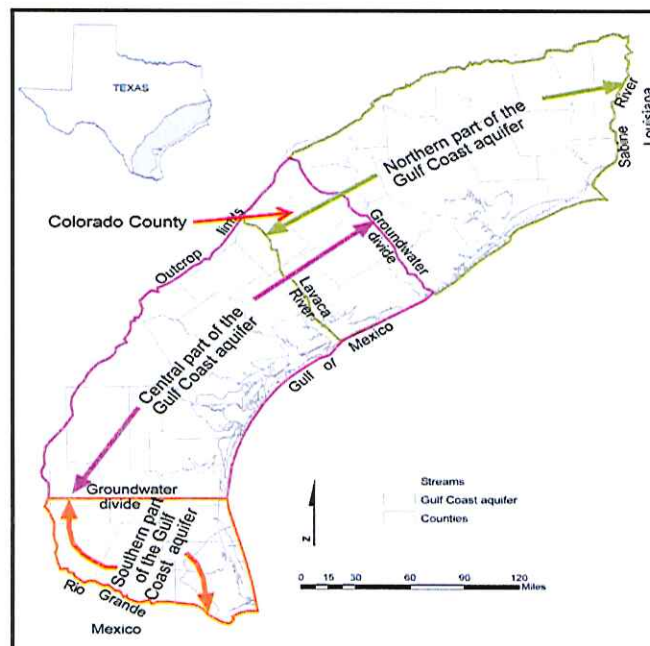 TEXAS
Northern part of the
Gulf Coast aquifer
Sabine River
Louisiana
Colorado County
Outcrop limits
Groundwater
divide
Lavaca
River
Central part of the
Gulf Coast aquifer
Gulf of Mexico
Groundwater
divide
Southern part
of the Gulf
Coast aquifer
Rio Grande
Mexico
N
Streams
Gulf Coast aquifer
Counties
0 15 30 60 90 120
Miles